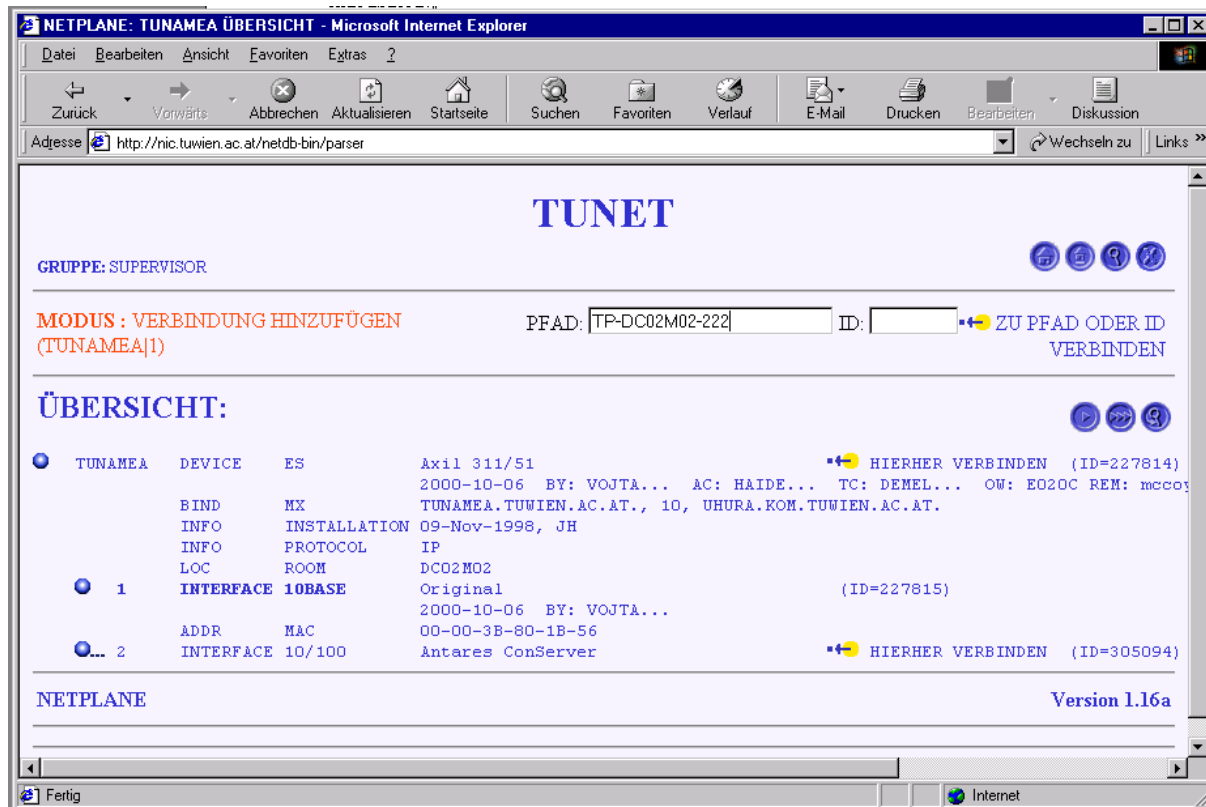 NETPLANE: TUNAMEA ÜBERSICHT - Microsoft Internet Explorer
Datei Bearbeiten Ansicht Favoriten Extras ?
Zurück Vorwärts Abbrechen Aktualisieren Startseite Suchen Favoriten Verlauf E-Mail Drucken Bearbeiten Diskussion
Adresse http://nic.tuwien.ac.at/netdb-bin/parser Wechseln zu Links »
TUNET
GRUPPE: SUPERVISOR
MODUS : VERBINDUNG HINZUFÜGEN PFAD: TP-DC02M02-222 ID: ZU PFAD ODER ID
(TUNAMEA|1) VERBINDEN
ÜBERSICHT:
TUNAMEA DEVICE ES Axil 311/51 HIERHER VERBINDEN (ID=227814)
2000-10-06 BY: VOJTA... AC: HAIDE... TC: DEMEL... OW: E020C REM: mccoy
BIND MX TUNAMEA.TUWIEN.AC.AT., 10, UHURA.KOM.TUWIEN.AC.AT.
INFO INSTALLATION 09-Nov-1998, JH
INFO PROTOCOL IP
LOC ROOM DC02M02
1 INTERFACE 10BASE Original (ID=227815)
2000-10-06 BY: VOJTA...
ADDR MAC 00-00-3B-80-1B-56
... 2 INTERFACE 10/100 Antares ConServer HIERHER VERBINDEN (ID=305094)
NETPLANE Version 1.16a
Fertig Internet